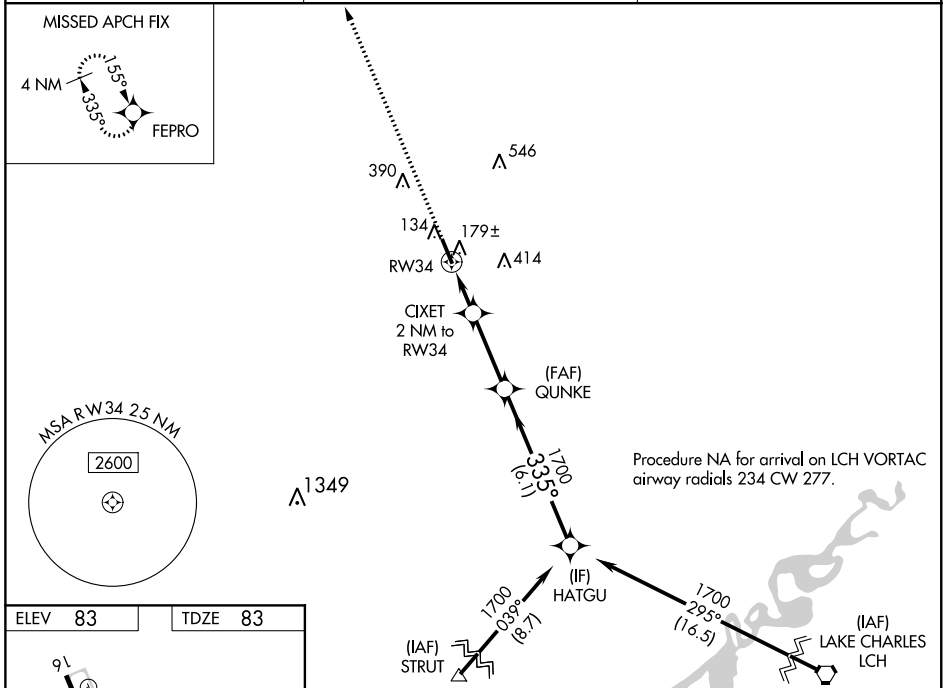 MISSED APCH FIX
4 NM
155°
335°
FEPRO
546
390
134
179±
414
RW34
CIXET
2 NM to
RW34
(FAF)
QUNKE
MSA RW34 25 NM
2600
1349
1700
335°
(6.1)
Procedure NA for arrival on LCH VORTAC
airway radials 234 CW 277.
(IF)
HATGU
1700
039°
(8.7)
1700
295°
(16.5)
(IAF)
STRUT
(IAF)
LAKE CHARLES
LCH
ELEV 83
TDZE 83
16